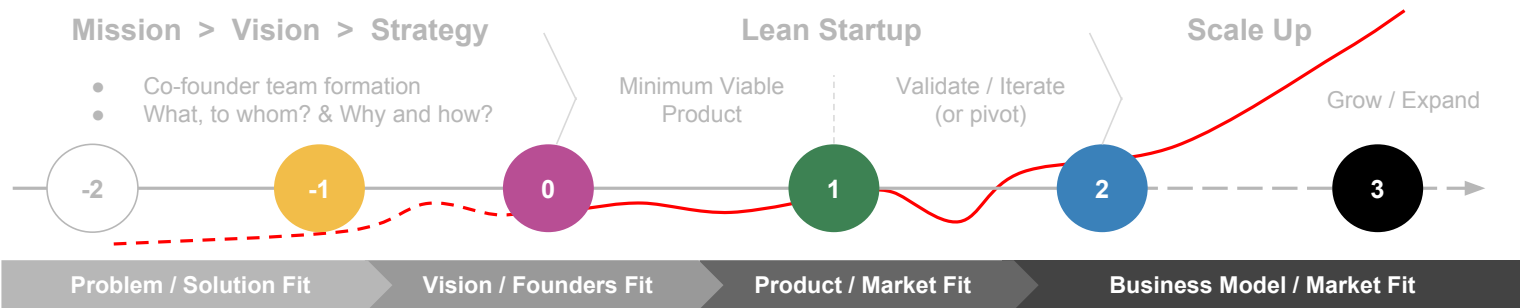 Mission > Vision > Strategy
Lean Startup
Scale Up
● Co-founder team formation
● What, to whom? & Why and how?
Minimum Viable
Product
Validate / Iterate
(or pivot)
Grow / Expand
-2
-1
0
1
2
3
Problem / Solution Fit
Vision / Founders Fit
Product / Market Fit
Business Model / Market Fit